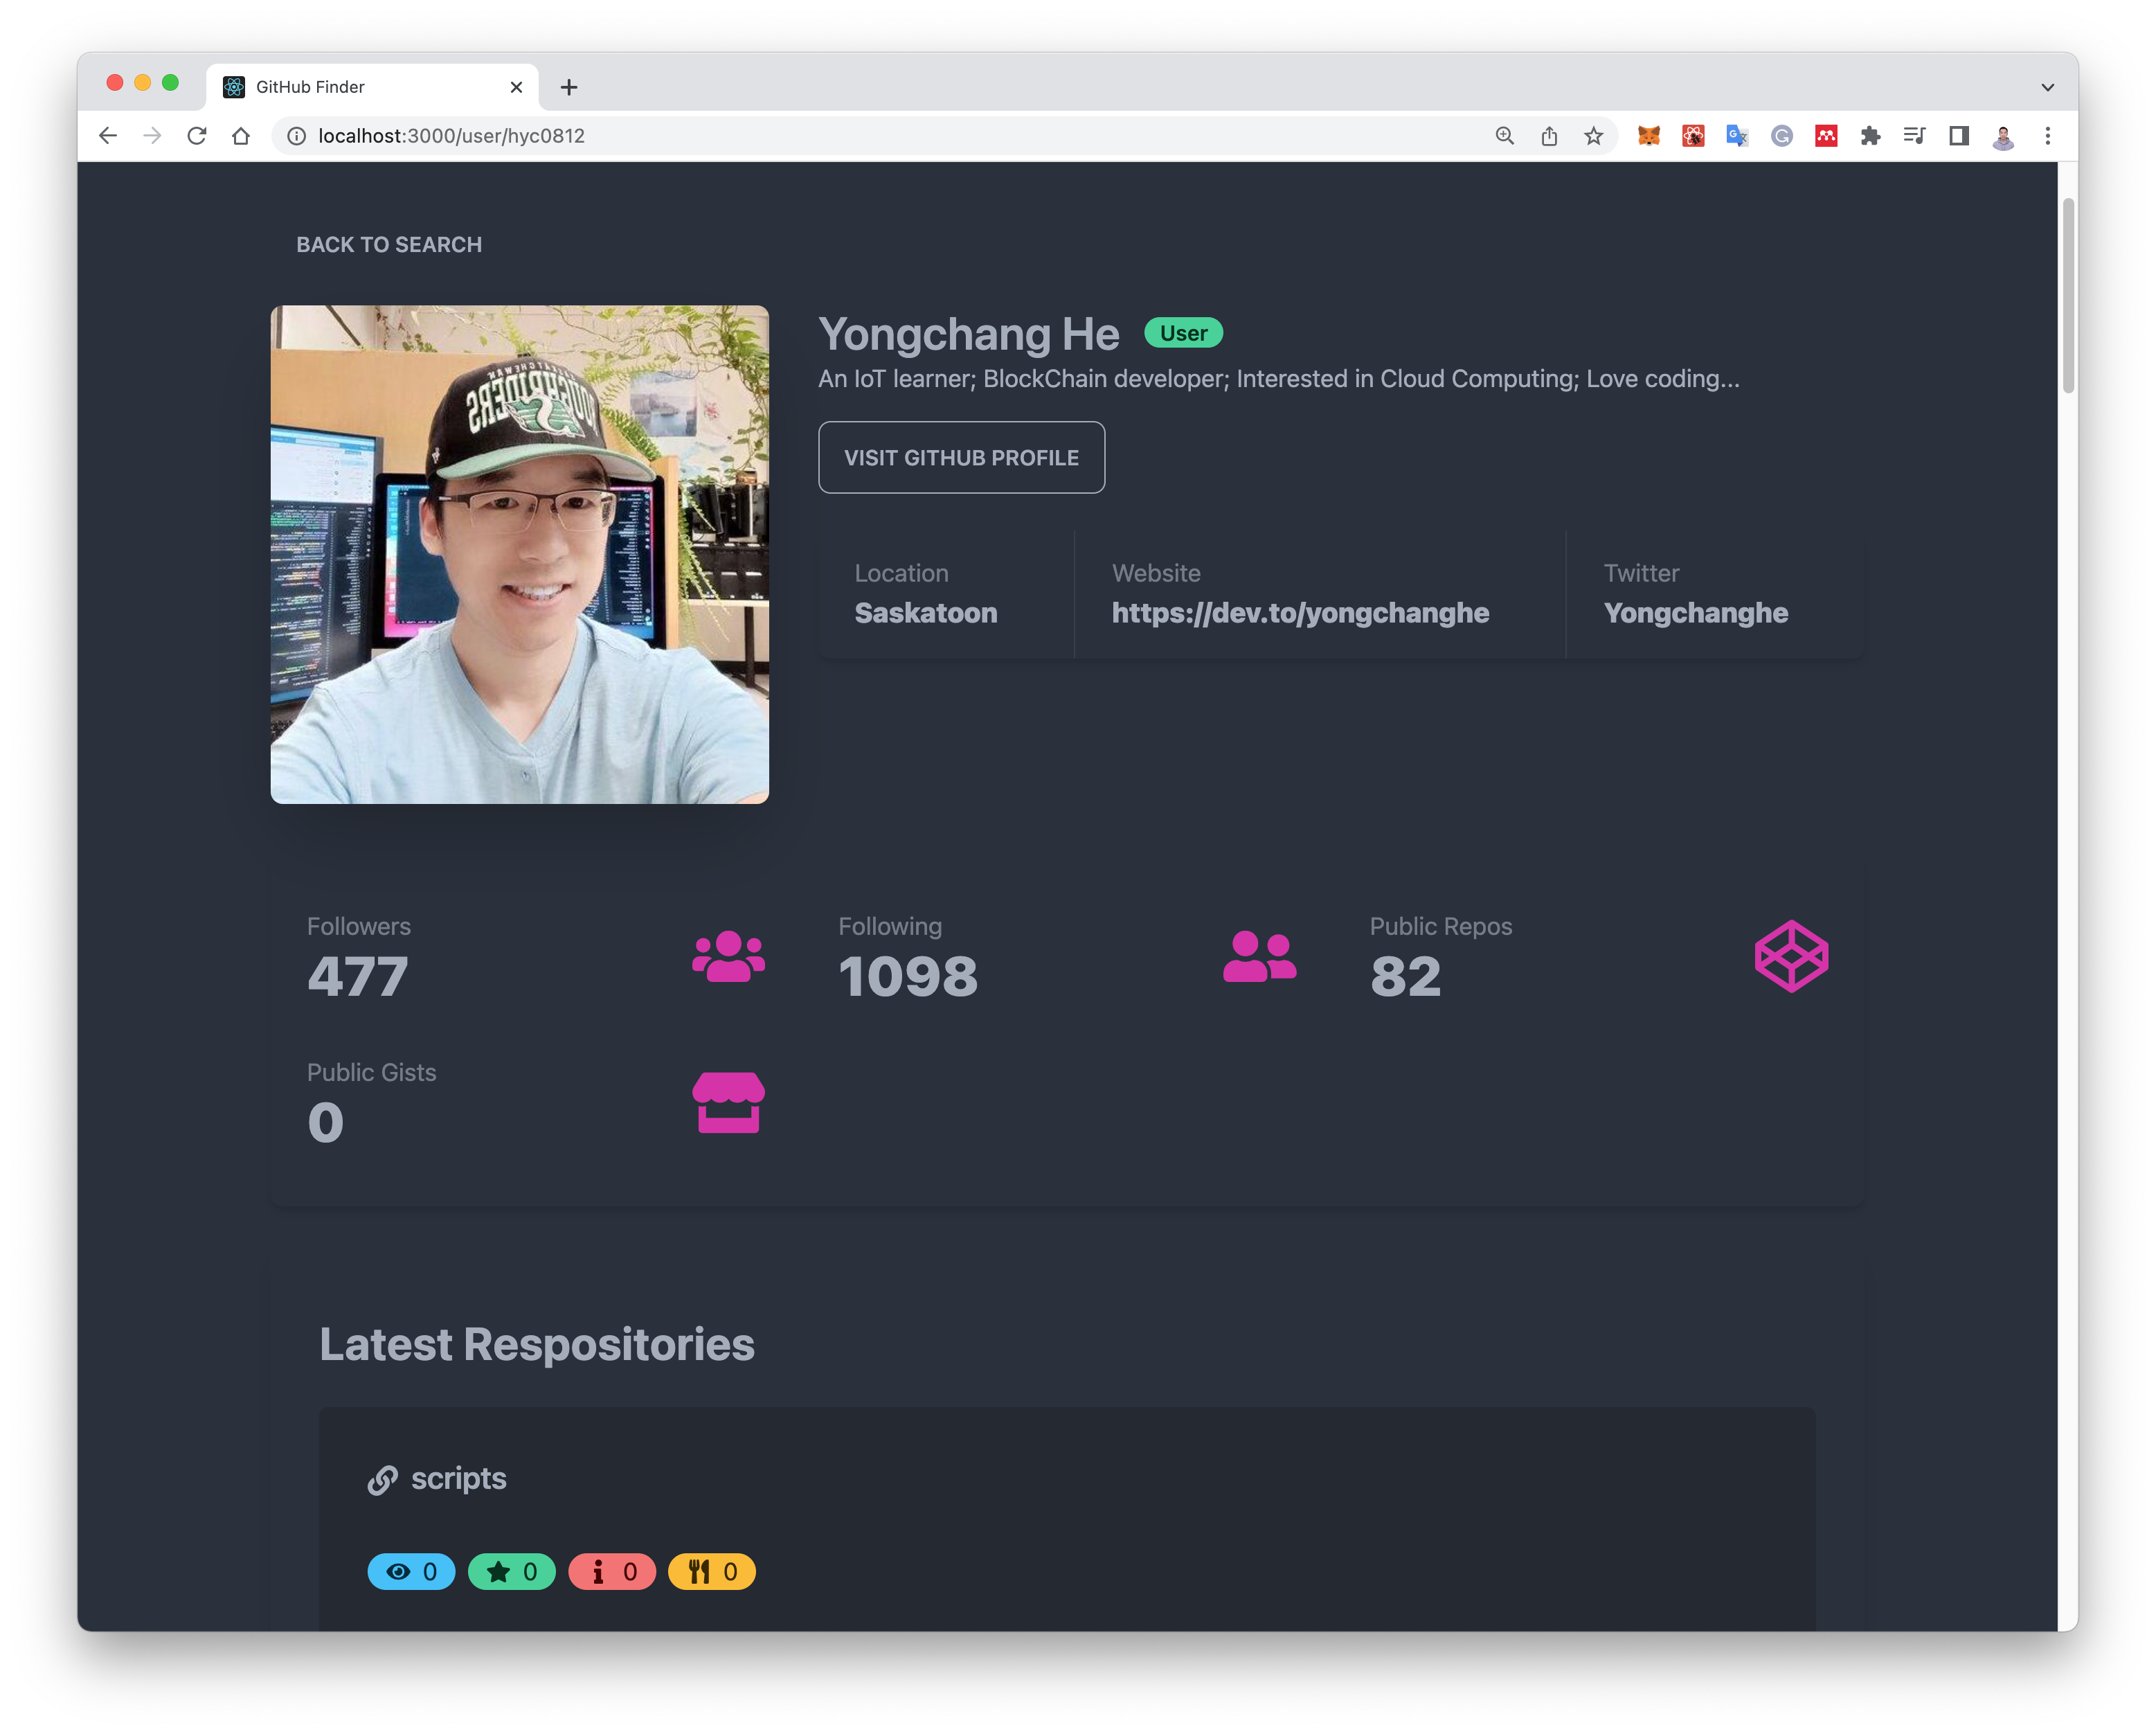 GitHub Finder
localhost:3000/user/hyc0812
BACK TO SEARCH
Yongchang He User
An IoT learner; BlockChain developer; Interested in Cloud Computing; Love coding...
VISIT GITHUB PROFILE
Location Website Twitter
Saskatoon https://dev.to/yongchanghe Yongchanghe
Followers Following Public Repos
477 1098 82
Public Gists
0
Latest Respositories
scripts
0 0 0 0